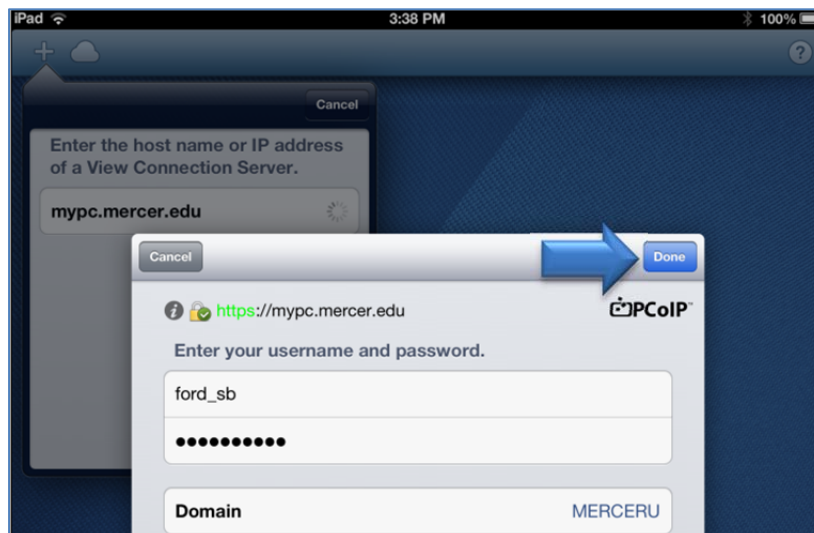 iPad 3:38 PM 100%
?
Cancel
Enter the host name or IP address
of a View Connection Server.
mypc.mercer.edu
Cancel Done
i https://mypc.mercer.edu PCoIP™
Enter your username and password.
ford_sb
●●●●●●●●●●
Domain MERCERU